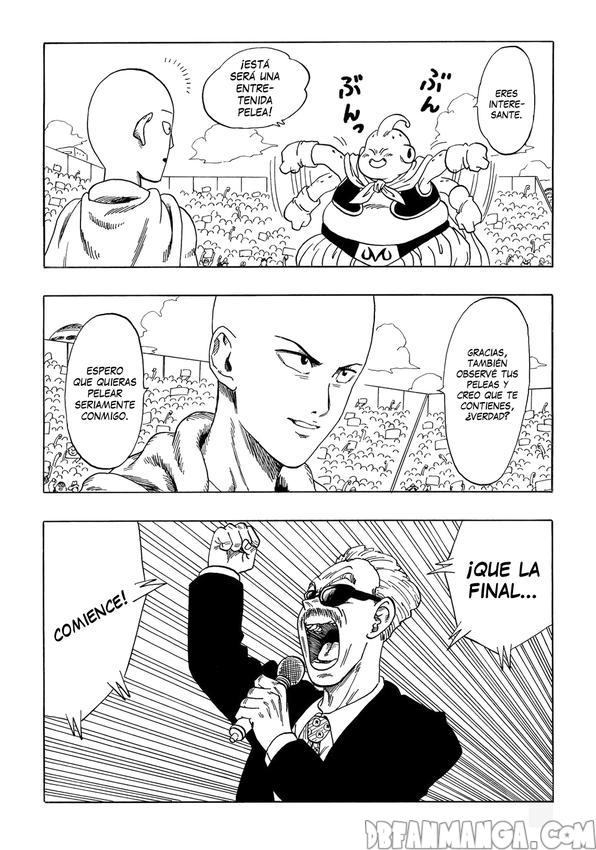 ERES
INTERE-
SANTE.
ぶん
ぶんっ
¡ESTÁ
SERÁ UNA
ENTRE-
TENIDA
PELEA!
M
GRACIAS,
TAMBIÉN
OBSERVÉ TUS
PELEAS Y
CREO QUE TE
CONTIENES,
¿VERDAD?
ESPERO
QUE QUIERAS
PELEAR
SERIAMENTE
CONMIGO.
¡QUE LA
FINAL...
COMIENCE!
DBFANMANGA.COM